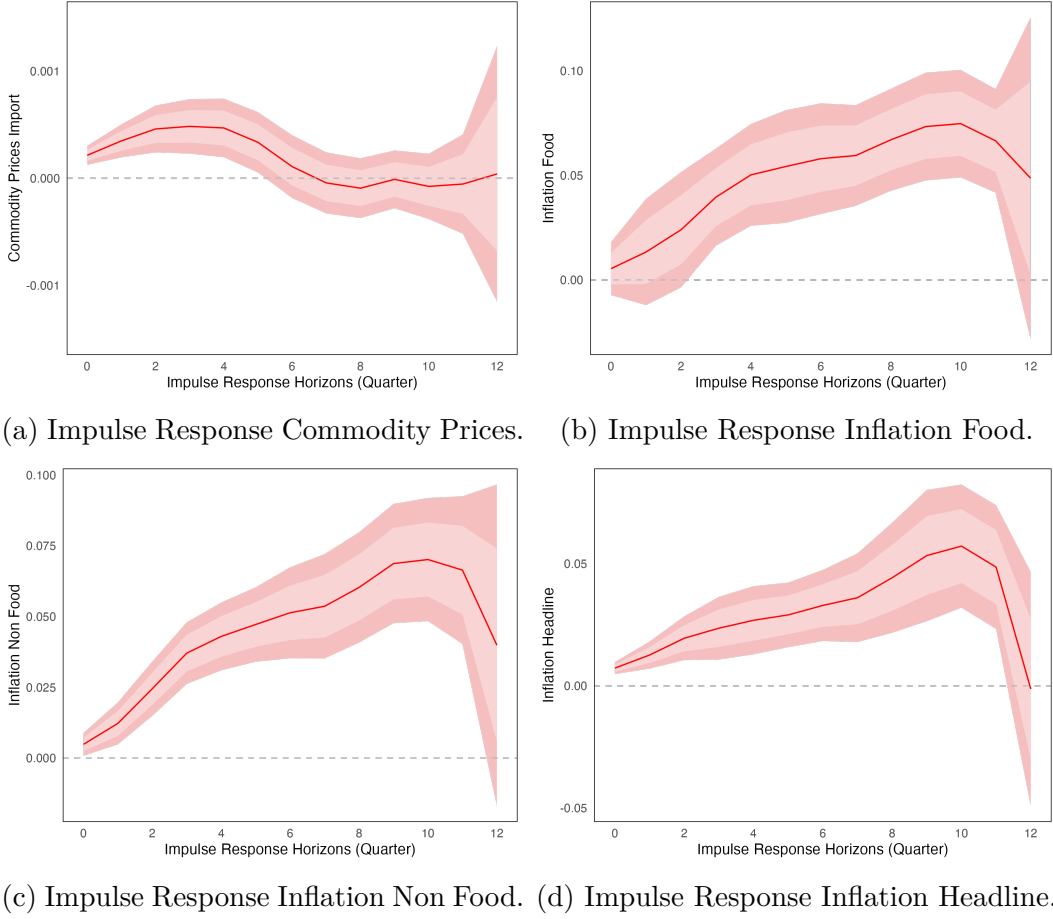 Commodity Prices Import
0.001
0.000
-0.001
0 2 4 6 8 10 12
Impulse Response Horizons (Quarter)
(a) Impulse Response Commodity Prices.
Inflation Food
0.10
0.05
0.00
0 2 4 6 8 10 12
Impulse Response Horizons (Quarter)
(b) Impulse Response Inflation Food.
Inflation Non Food
0.100
0.075
0.050
0.025
0.000
0 2 4 6 8 10 12
Impulse Response Horizons (Quarter)
(c) Impulse Response Inflation Non Food.
Inflation Headline
0.05
0.00
-0.05
0 2 4 6 8 10 12
Impulse Response Horizons (Quarter)
(d) Impulse Response Inflation Headline.